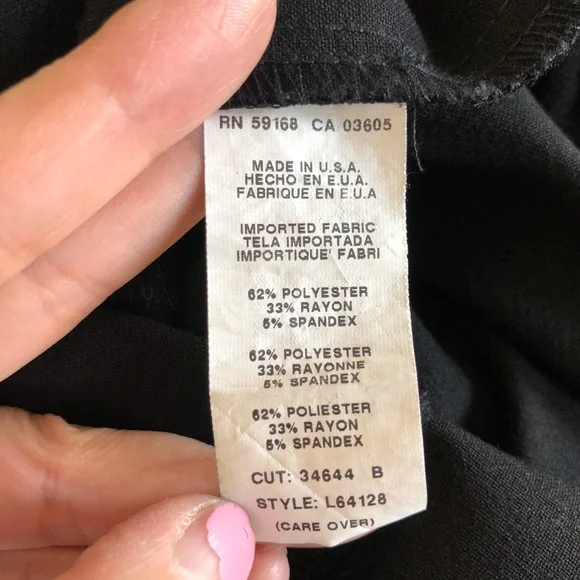 RN 59168 CA 03605
MADE IN U.S.A.
HECHO EN E.U.A.
FABRIQUE EN E.U.A
IMPORTED FABRIC
TELA IMPORTADA
IMPORTIQUE' FABRI
62% POLYESTER
33% RAYON
5% SPANDEX
62% POLYESTER
33% RAYONNE
5% SPANDEX
62% POLIESTER
33% RAYON
5% SPANDEX
CUT: 34644 B
STYLE: L64128
(CARE OVER)